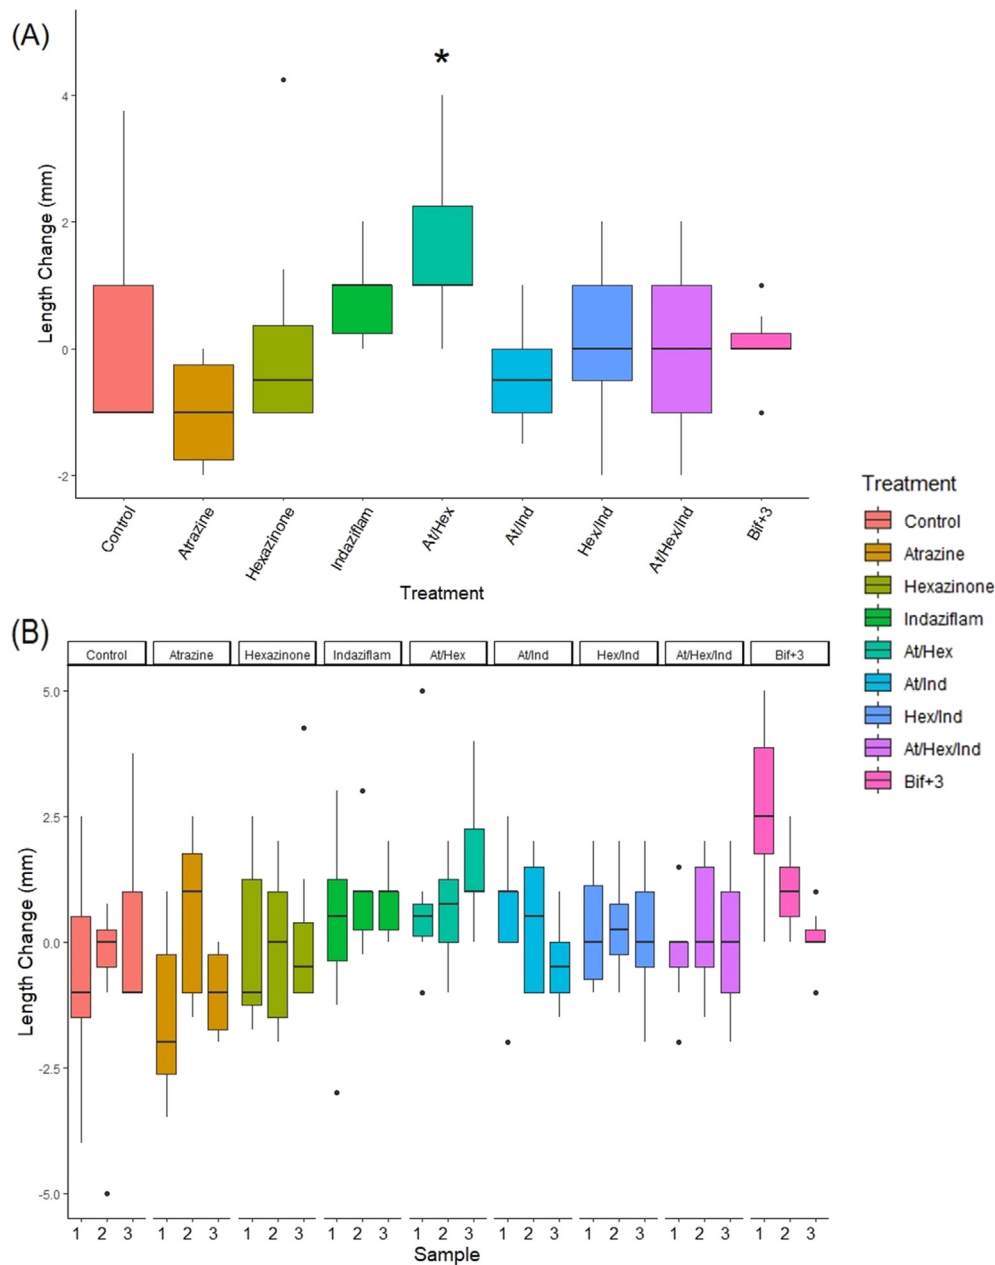 (A)
*
Length Change (mm)
4
2
0
-2
Control Atrazine Hexazinone Indaziflam At/Hex At/Ind Hex/Ind At/Hex/Ind Bif+3
Treatment
Treatment
Control
Atrazine
Hexazinone
Indaziflam
At/Hex
At/Ind
Hex/Ind
At/Hex/Ind
Bif+3
(B)
Control Atrazine Hexazinone Indaziflam At/Hex At/Ind Hex/Ind At/Hex/Ind Bif+3
Length Change (mm)
5.0
2.5
0.0
-2.5
-5.0
1 2 3 1 2 3 1 2 3 1 2 3 1 2 3 1 2 3 1 2 3 1 2 3 1 2 3
Sample